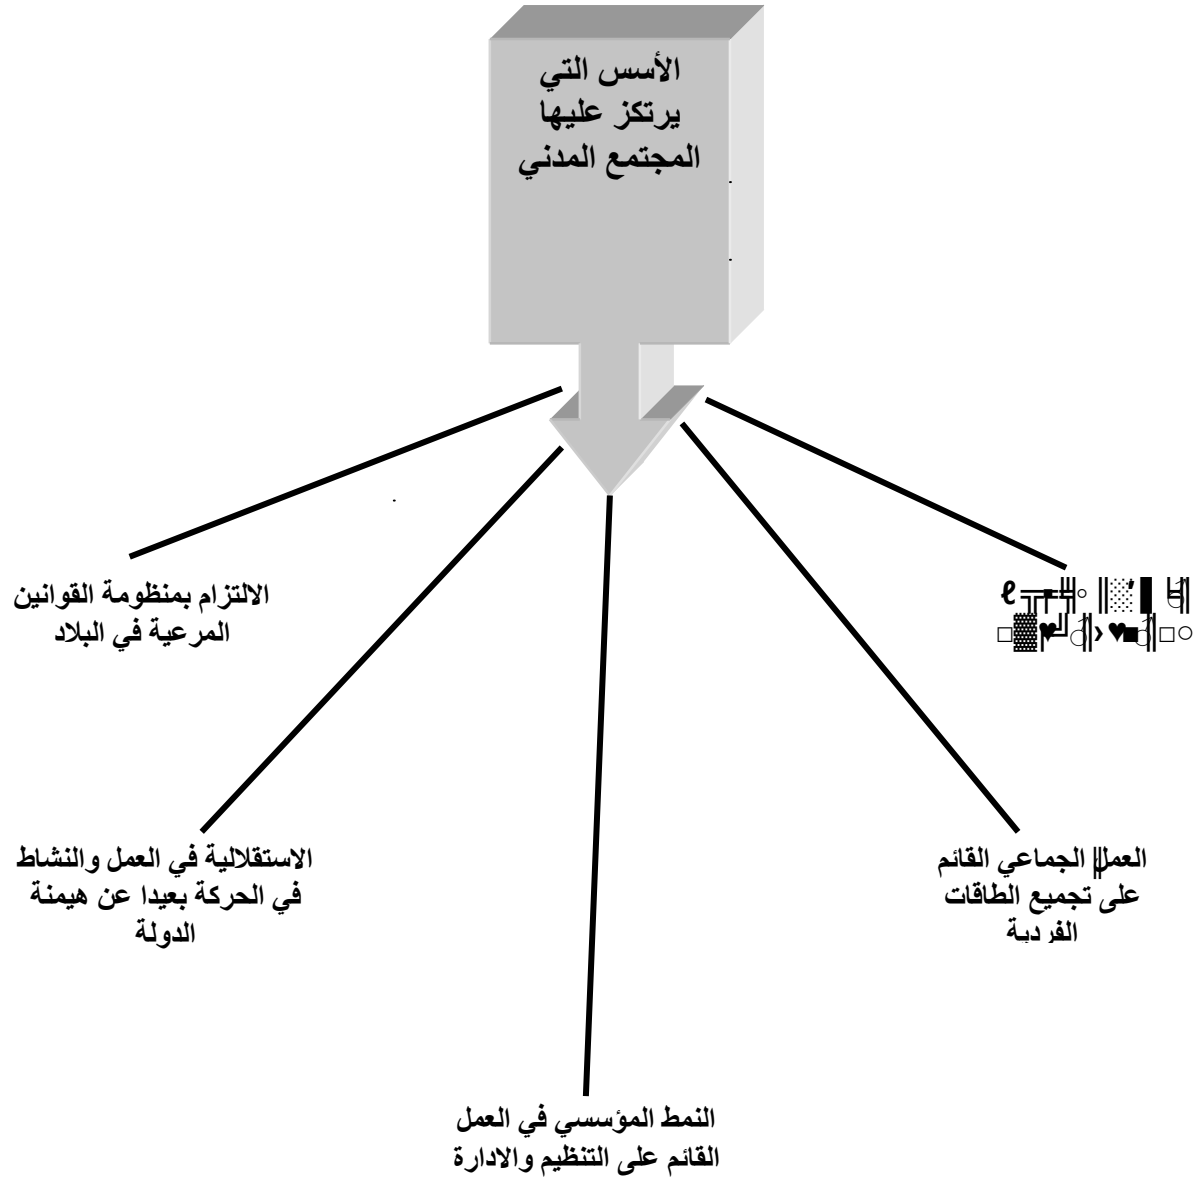 الأسس التي
يرتكز عليها
المجتمع المدني
العمل الجماعي القائم
على تجميع الطاقات
الفردية
النمط المؤسسي في العمل
القائم على التنظيم والادارة
الاستقلالية في العمل والنشاط
في الحركة بعيدا عن هيمنة
الدولة
الالتزام بمنظومة القوانين
المرعية في البلاد